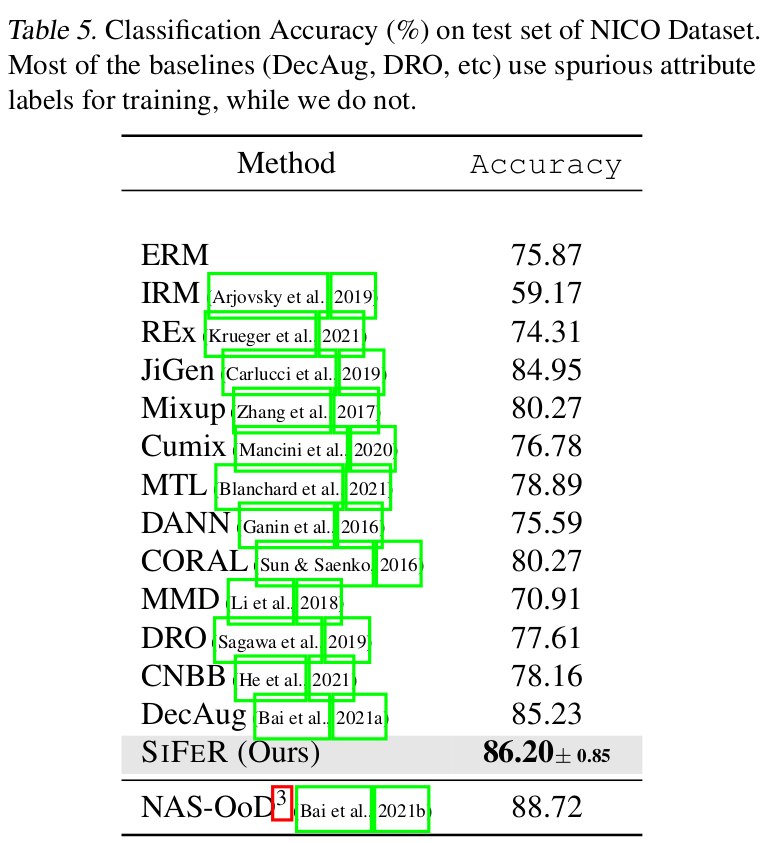 Table 5. Classification Accuracy (%) on test set of NICO Dataset.
Most of the baselines (DecAug, DRO, etc) use spurious attribute
labels for training, while we do not.
Method Accuracy
ERM 75.87
IRM (Arjovsky et al., 2019) 59.17
REx (Krueger et al., 2021) 74.31
JiGen (Carlucci et al., 2019) 84.95
Mixup (Zhang et al., 2017) 80.27
Cumix (Mancini et al., 2020) 76.78
MTL (Blanchard et al., 2021) 78.89
DANN (Ganin et al., 2016) 75.59
CORAL (Sun & Saenko, 2016) 80.27
MMD (Li et al., 2018) 70.91
DRO (Sagawa et al., 2019) 77.61
CNBB (He et al., 2021) 78.16
DecAug (Bai et al., 2021a) 85.23
SIFER (Ours) 86.20 ± 0.85
NAS-OoD3 (Bai et al., 2021b) 88.72